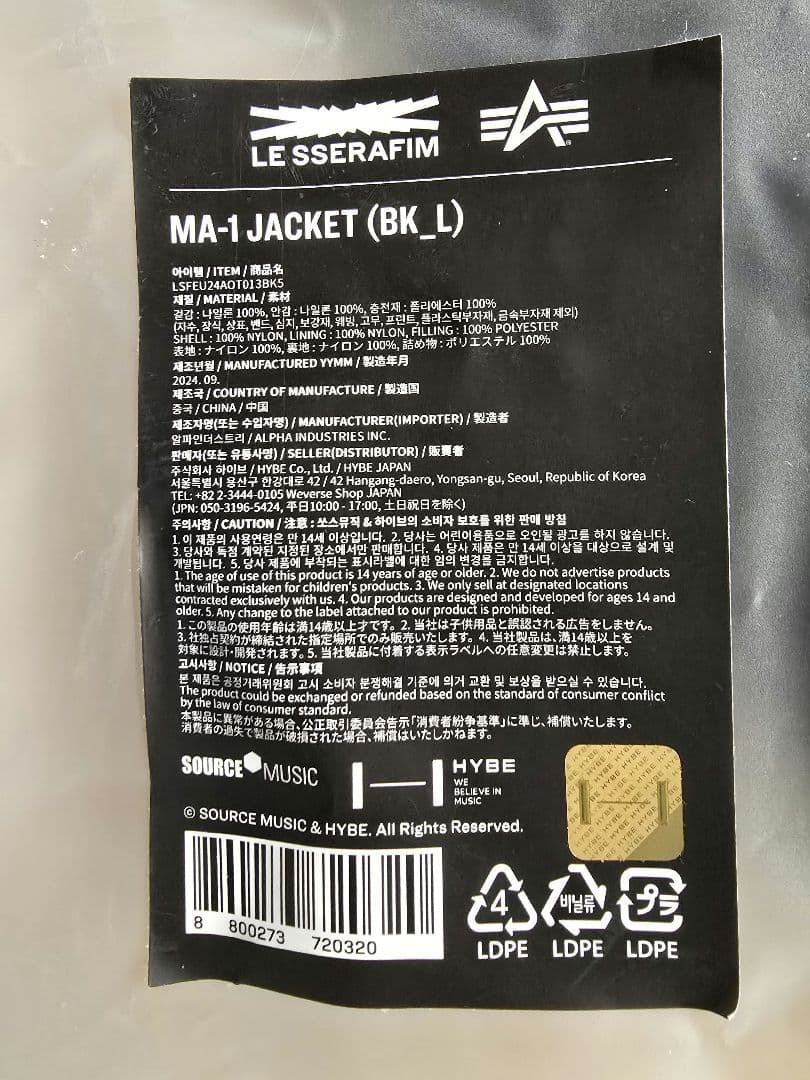 LE SSERAFIM
MA-1 JACKET (BK_L)
아이템 / ITEM / 商品名
LSFEU24AOT013BK5
재질 / MATERIAL / 素材
겉감 : 나일론 100%, 안감 : 나일론 100%, 충전재 : 폴리에스터 100%
(자수, 장식, 상표, 밴드, 심지, 보강재, 웨빙, 고무, 프린트, 플라스틱부자재, 금속부자재 제외)
SHELL : 100% NYLON, LINING : 100% NYLON, FILLING : 100% POLYESTER
表地 : ナイロン 100%, 裏地 : ナイロン 100%, 詰め物 : ポリエステル 100%
제조년월 / MANUFACTURED YYMM / 製造年月
2024. 09.
제조국 / COUNTRY OF MANUFACTURE / 製造国
중국 / CHINA / 中国
제조자명(또는 수입자명) / MANUFACTURER(IMPORTER) / 製造者
알파인더스트리 / ALPHA INDUSTRIES INC.
판매자(또는 유통사명) / SELLER(DISTRIBUTOR) / 販賣者
주식회사 하이브 / HYBE Co., Ltd. / HYBE JAPAN
서울특별시 용산구 한강대로 42 / 42 Hangang-daero, Yongsan-gu, Seoul, Republic of Korea
TEL: +82 2-3444-0105 Weverse Shop JAPAN
(JPN: 050-3196-5424, 平日10:00 - 17:00, 土日祝日を除く)
주의사항 / CAUTION / 注意 : 쏘스뮤직 & 하이브의 소비자 보호를 위한 판매 방침
1. 이 제품의 사용연령은 만 14세 이상입니다. 2. 당사는 어린이용품으로 오인될 광고를 하지 않습니다.
3. 당사와 독점 계약된 지정된 장소에서만 판매합니다. 4. 당사 제품은 만 14세 이상을 대상으로 설계 및
개발됩니다. 5. 당사 제품에 부착되는 표시라벨에 대한 임의 변경을 금지합니다.
1. The age of use of this product is 14 years of age or older. 2. We do not advertise products
that will be mistaken for children's products. 3. We only sell at designated locations
contracted exclusively with us. 4. Our products are designed and developed for ages 14 and
older. 5. Any change to the label attached to our product is prohibited.
1. この製品の使用年齢は満14歳以上才です。2. 当社は子供用品と誤認される広告をしません。
3. 社独占契約が締結された指定場所でのみ販売いたします。4. 当社製品は、満14歳以上を
対象に設計・開発されます。5. 当社製品に付着する表示ラベルへの任意変更は禁止します。
고시사항 / NOTICE / 告示事項
본 제품은 공정거래위원회 고시 소비자 분쟁해결 기준에 의거 교환 및 보상을 받으실 수 있습니다.
The product could be exchanged or refunded based on the standard of consumer conflict
by the law of consumer standard.
本製品に異常がある場合、公正取引委員会告示「消費者紛争基準」に準じ、補償いたします。
消費者の過失で製品が破損された場合、補償はいたしかねます。
SOURCE MUSIC
HYBE
WE
BELIEVE IN
MUSIC
© SOURCE MUSIC & HYBE. All Rights Reserved.
8 800273 720320
4
LDPE
비닐류
LDPE
プラ
LDPE